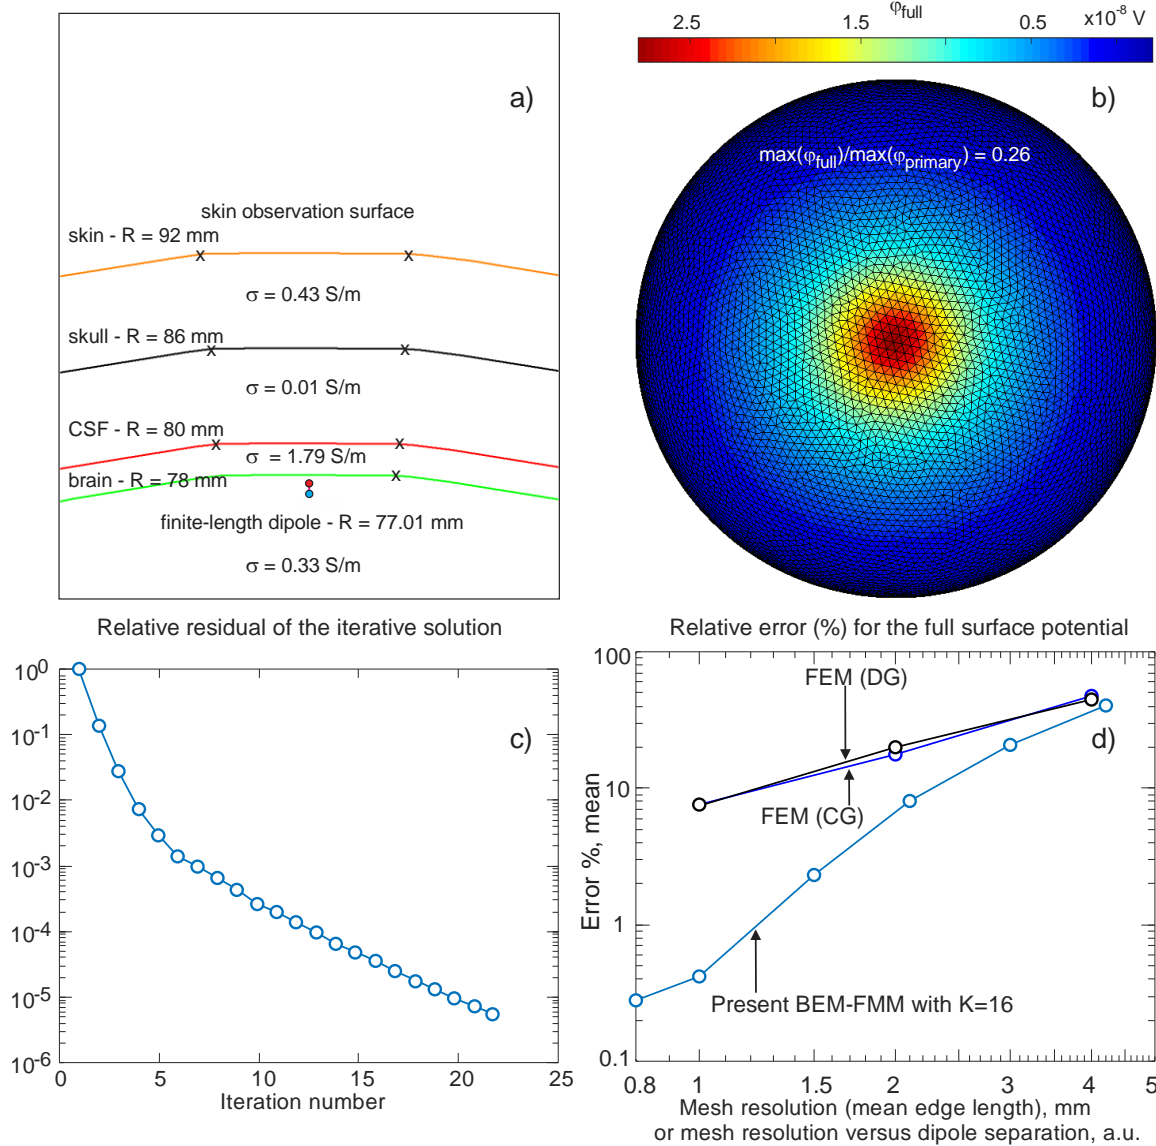 a)
skin observation surface
skin - R = 92 mm
x x
σ = 0.43 S/m
skull - R = 86 mm
x x
σ = 0.01 S/m
CSF - R = 80 mm
x x
σ = 1.79 S/m
brain - R = 78 mm
x
finite-length dipole - R = 77.01 mm
σ = 0.33 S/m
2.5 1.5 φfull 0.5 x10⁻⁸ V
b)
max(φfull)/max(φprimary) = 0.26
Relative residual of the iterative solution
c)
10⁰
10⁻¹
10⁻²
10⁻³
10⁻⁴
10⁻⁵
10⁻⁶
0 5 10 15 20 25
Iteration number
Relative error (%) for the full surface potential
d)
FEM (DG)
FEM (CG)
Present BEM-FMM with K=16
Error %, mean
100
10
1
0.1
0.8 1 1.5 2 3 4 5
Mesh resolution (mean edge length), mm
or mesh resolution versus dipole separation, a.u.